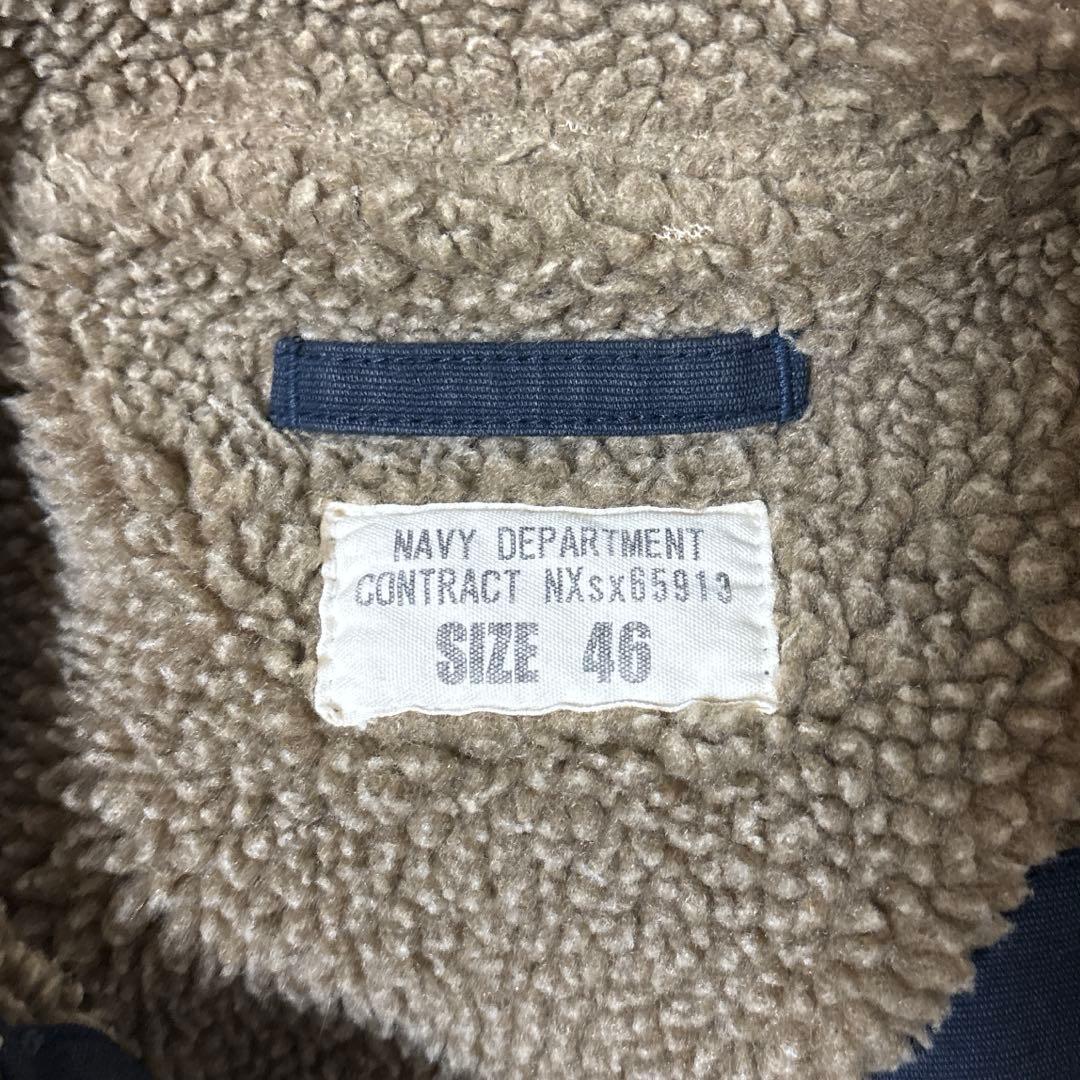 NAVY DEPARTMENT
CONTRACT NXsx65913
SIZE 46